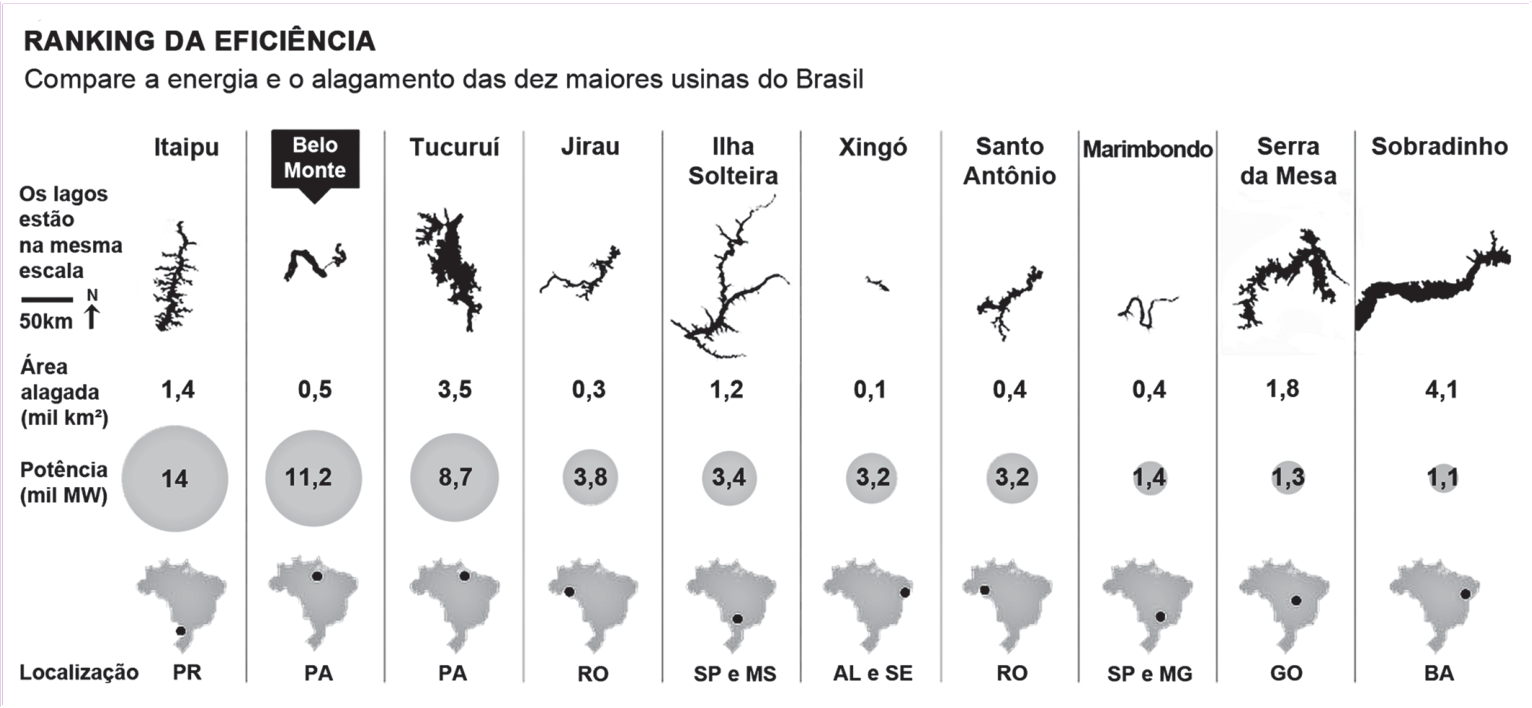 RANKING DA EFICIÊNCIA
Compare a energia e o alagamento das dez maiores usinas do Brasil
Itaipu
Belo
Monte
Tucuruí
Jirau
Ilha
Solteira
Xingó
Santo
Antônio
Marimbondo
Serra
da Mesa
Sobradinho
Os lagos
estão
na mesma
escala
N
50km
Área
alagada
(mil km²)
1,4
0,5
3,5
0,3
1,2
0,1
0,4
0,4
1,8
4,1
Potência
(mil MW)
14
11,2
8,7
3,8
3,4
3,2
3,2
1,4
1,3
1,1
Localização
PR
PA
PA
RO
SP e MS
AL e SE
RO
SP e MG
GO
BA